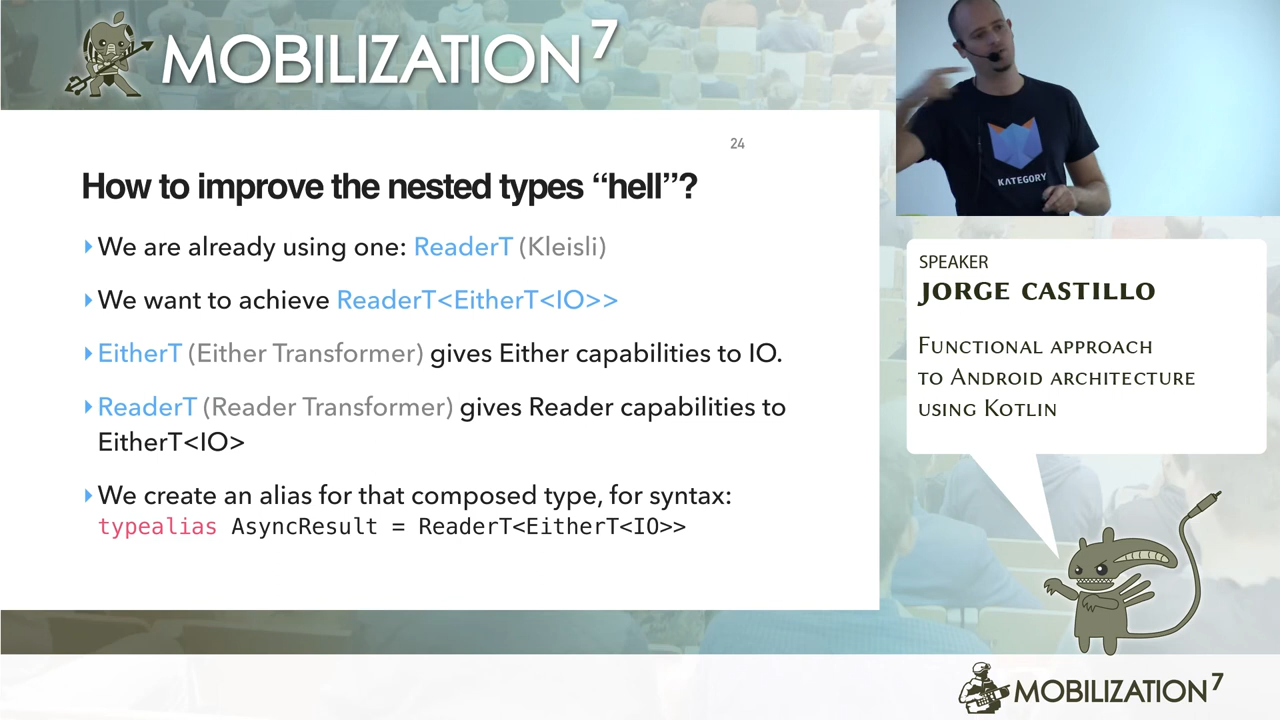 MOBILIZATION 7
24
How to improve the nested types “hell”?
We are already using one: ReaderT (Kleisli)
We want to achieve ReaderT<EitherT<IO>>
EitherT (Either Transformer) gives Either capabilities to IO.
ReaderT (Reader Transformer) gives Reader capabilities to
EitherT<IO>
We create an alias for that composed type, for syntax:
typealias AsyncResult = ReaderT<EitherT<IO>>
KATEGORY
SPEAKER
JORGE CASTILLO
Functional approach
to Android architecture
using Kotlin
MOBILIZATION 7